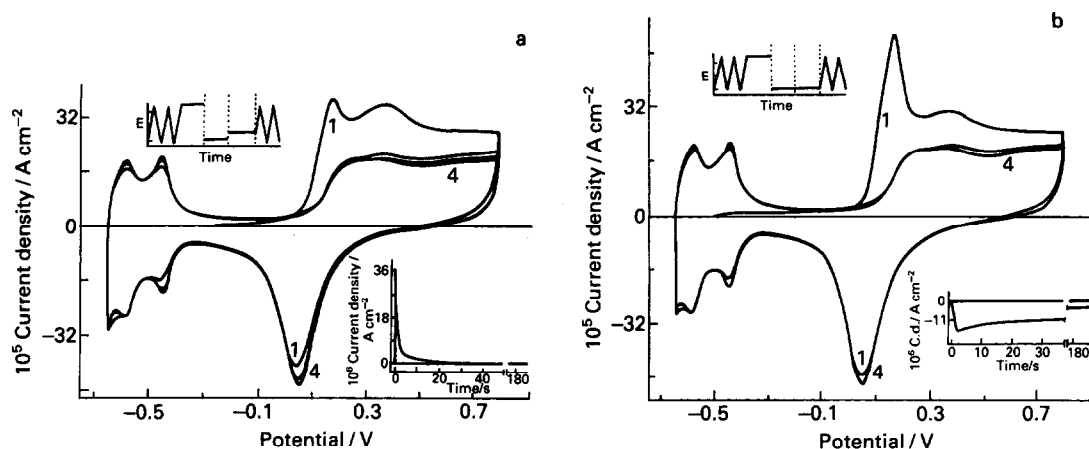 a
10⁵ Current density / A cm⁻²
32
0
−32
E
Time
1
4
1
4
10⁶ Current density /
A cm⁻²
36
18
0
0
20
40
180
Time/s
−0.5
−0.1
0.3
0.7
Potential / V
b
10⁵ Current density / A cm⁻²
32
0
−32
E
Time
1
4
1
4
10⁶ C.d./ A cm⁻²
0
−11
0
10
20
30
180
Time/s
−0.5
−0.1
0.3
0.7
Potential / V